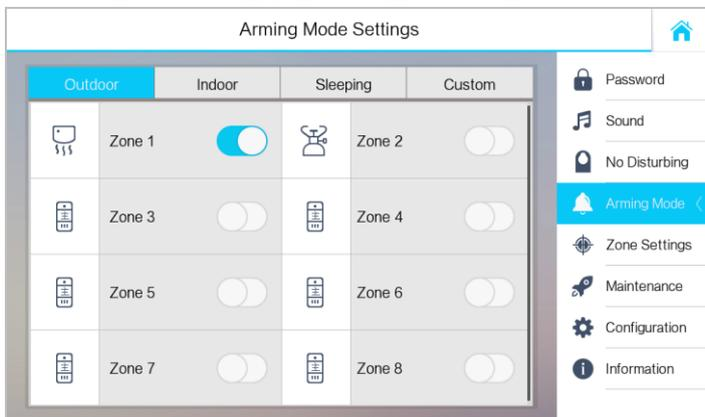 Arming Mode Settings
Outdoor Indoor Sleeping Custom
Zone 1 Zone 2
Zone 3 Zone 4
Zone 5 Zone 6
Zone 7 Zone 8
Password
Sound
No Disturbing
Arming Mode
Zone Settings
Maintenance
Configuration
Information